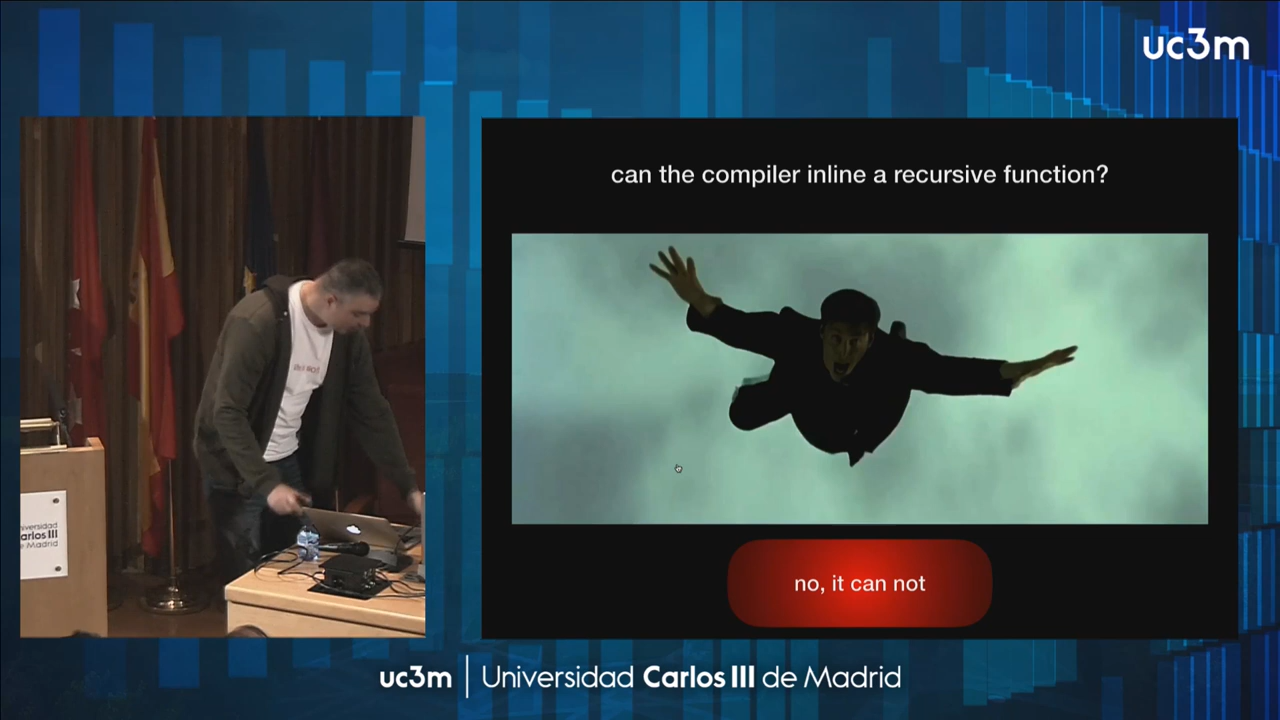 uc3m
can the compiler inline a recursive function?
no, it can not
Carlos III
de Madrid
uc3m | Universidad Carlos III de Madrid